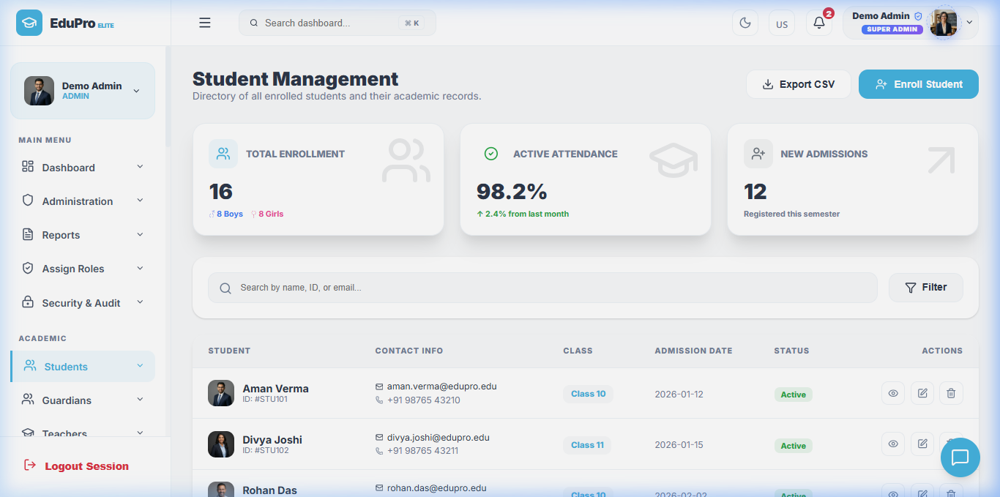 EduPro ELITE
Search dashboard... ⌘ K
US
2
Demo Admin
SUPER ADMIN
Demo Admin
ADMIN
MAIN MENU
Dashboard
Administration
Reports
Assign Roles
Security & Audit
ACADEMIC
Students
Guardians
Teachers
Logout Session
Student Management
Directory of all enrolled students and their academic records.
Export CSV
Enroll Student
TOTAL ENROLLMENT
16
8 Boys 8 Girls
ACTIVE ATTENDANCE
98.2%
↑ 2.4% from last month
NEW ADMISSIONS
12
Registered this semester
Search by name, ID, or email...
Filter
STUDENT CONTACT INFO CLASS ADMISSION DATE STATUS ACTIONS
Aman Verma
ID: #STU101
aman.verma@edupro.edu
+91 98765 43210
Class 10
2026-01-12
Active
Divya Joshi
ID: #STU102
divya.joshi@edupro.edu
+91 98765 43211
Class 11
2026-01-15
Active
Rohan Das
rohan.das@edupro.edu
Class 10
2026-02-02
Active